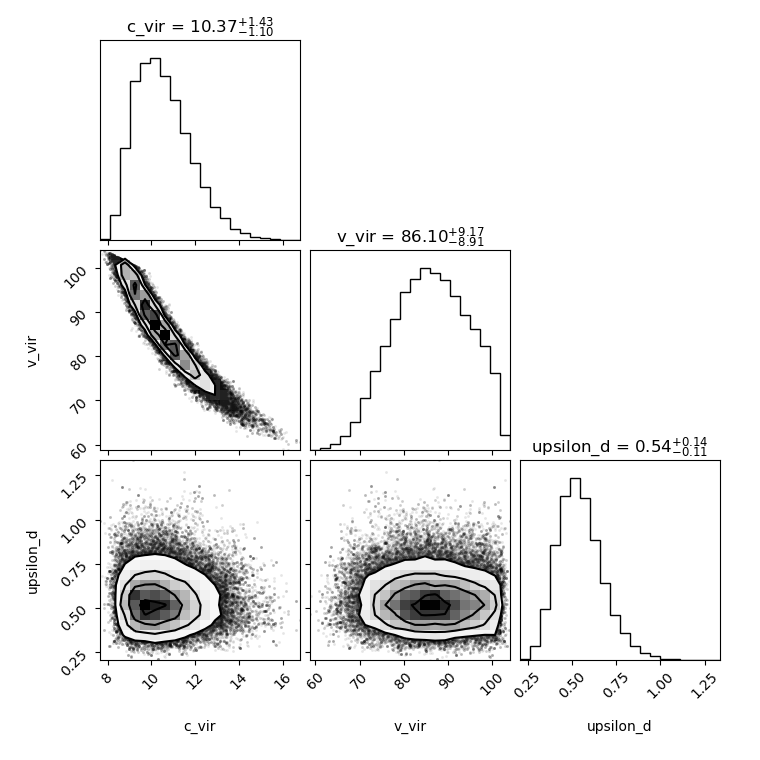 c_vir = 10.37+1.43−1.10
v_vir = 86.10+9.17−8.91
100
90
80
70
60
v_vir
upsilon_d = 0.54+0.14−0.11
1.25
1.00
0.75
0.50
0.25
upsilon_d
8 10 12 14 16
60 70 80 90 100
0.25 0.50 0.75 1.00 1.25
c_vir v_vir upsilon_d